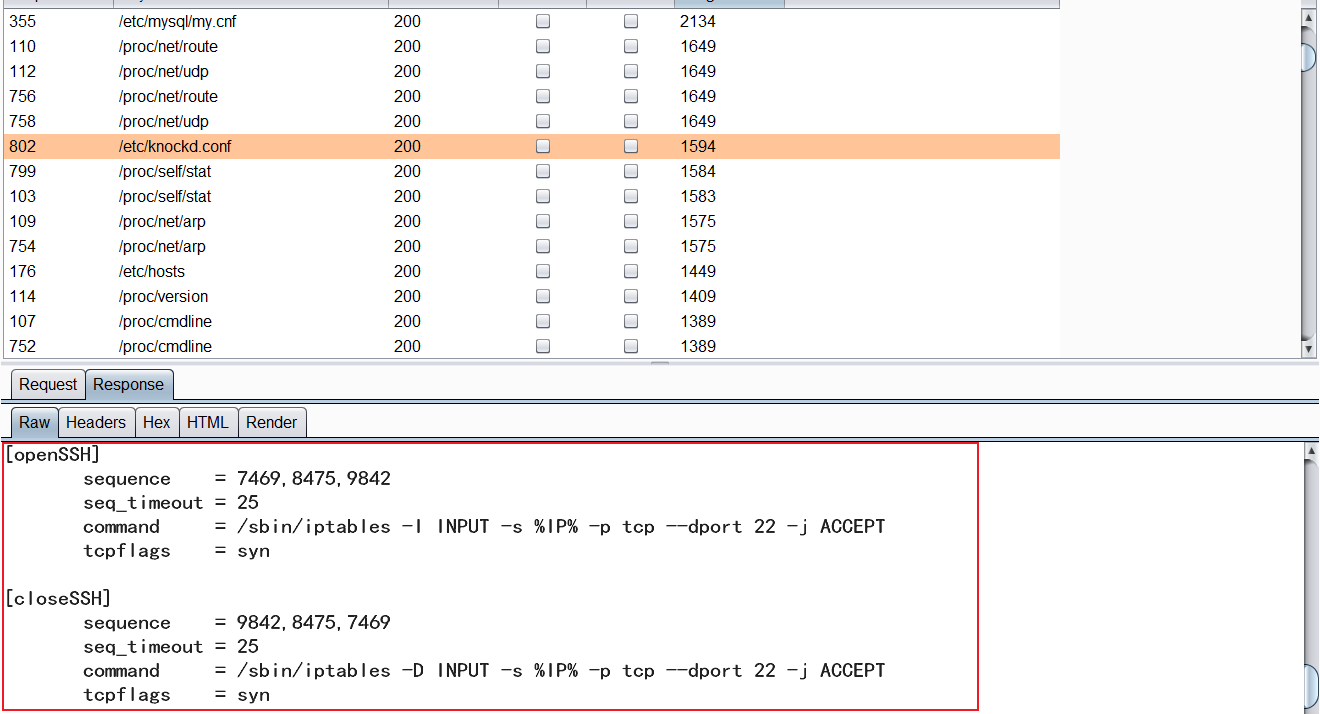 355 /etc/mysql/my.cnf 200 2134
110 /proc/net/route 200 1649
112 /proc/net/udp 200 1649
756 /proc/net/route 200 1649
758 /proc/net/udp 200 1649
802 /etc/knockd.conf 200 1594
799 /proc/self/stat 200 1584
103 /proc/self/stat 200 1583
109 /proc/net/arp 200 1575
754 /proc/net/arp 200 1575
176 /etc/hosts 200 1449
114 /proc/version 200 1409
107 /proc/cmdline 200 1389
752 /proc/cmdline 200 1389
Request Response
Raw Headers Hex HTML Render
[openSSH]
sequence = 7469,8475,9842
seq_timeout = 25
command = /sbin/iptables -I INPUT -s %IP% -p tcp --dport 22 -j ACCEPT
tcpflags = syn
[closeSSH]
sequence = 9842,8475,7469
seq_timeout = 25
command = /sbin/iptables -D INPUT -s %IP% -p tcp --dport 22 -j ACCEPT
tcpflags = syn